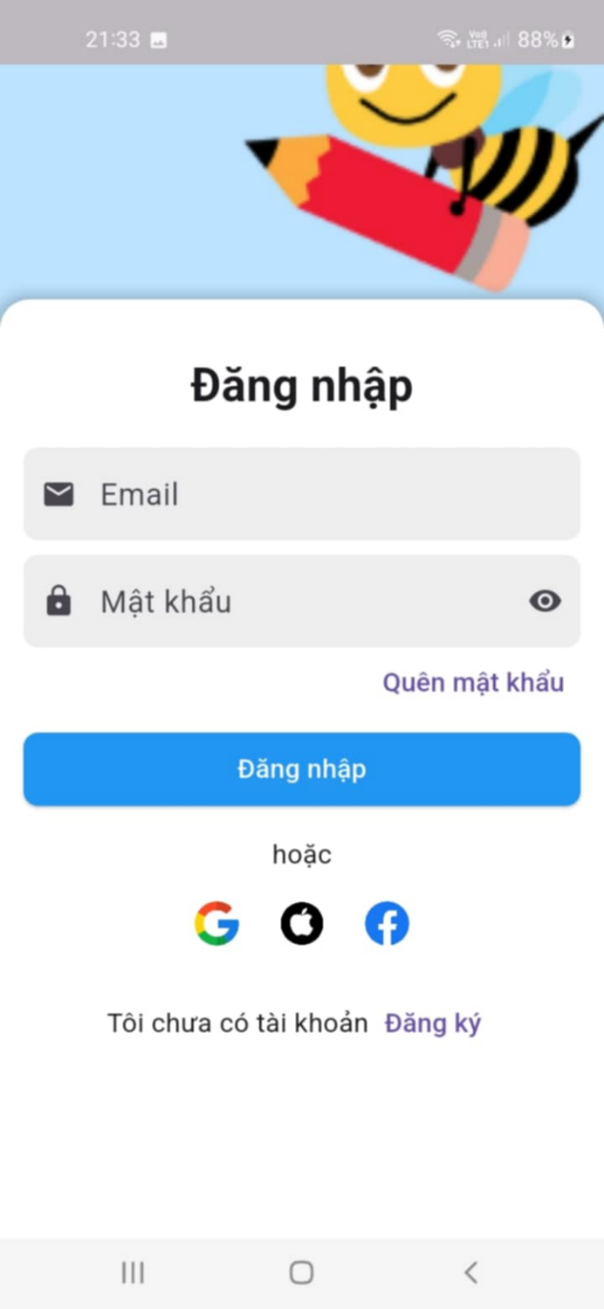 21:33 88%
Đăng nhập
Email
Mật khẩu
Quên mật khẩu
Đăng nhập
hoặc
Tôi chưa có tài khoản Đăng ký